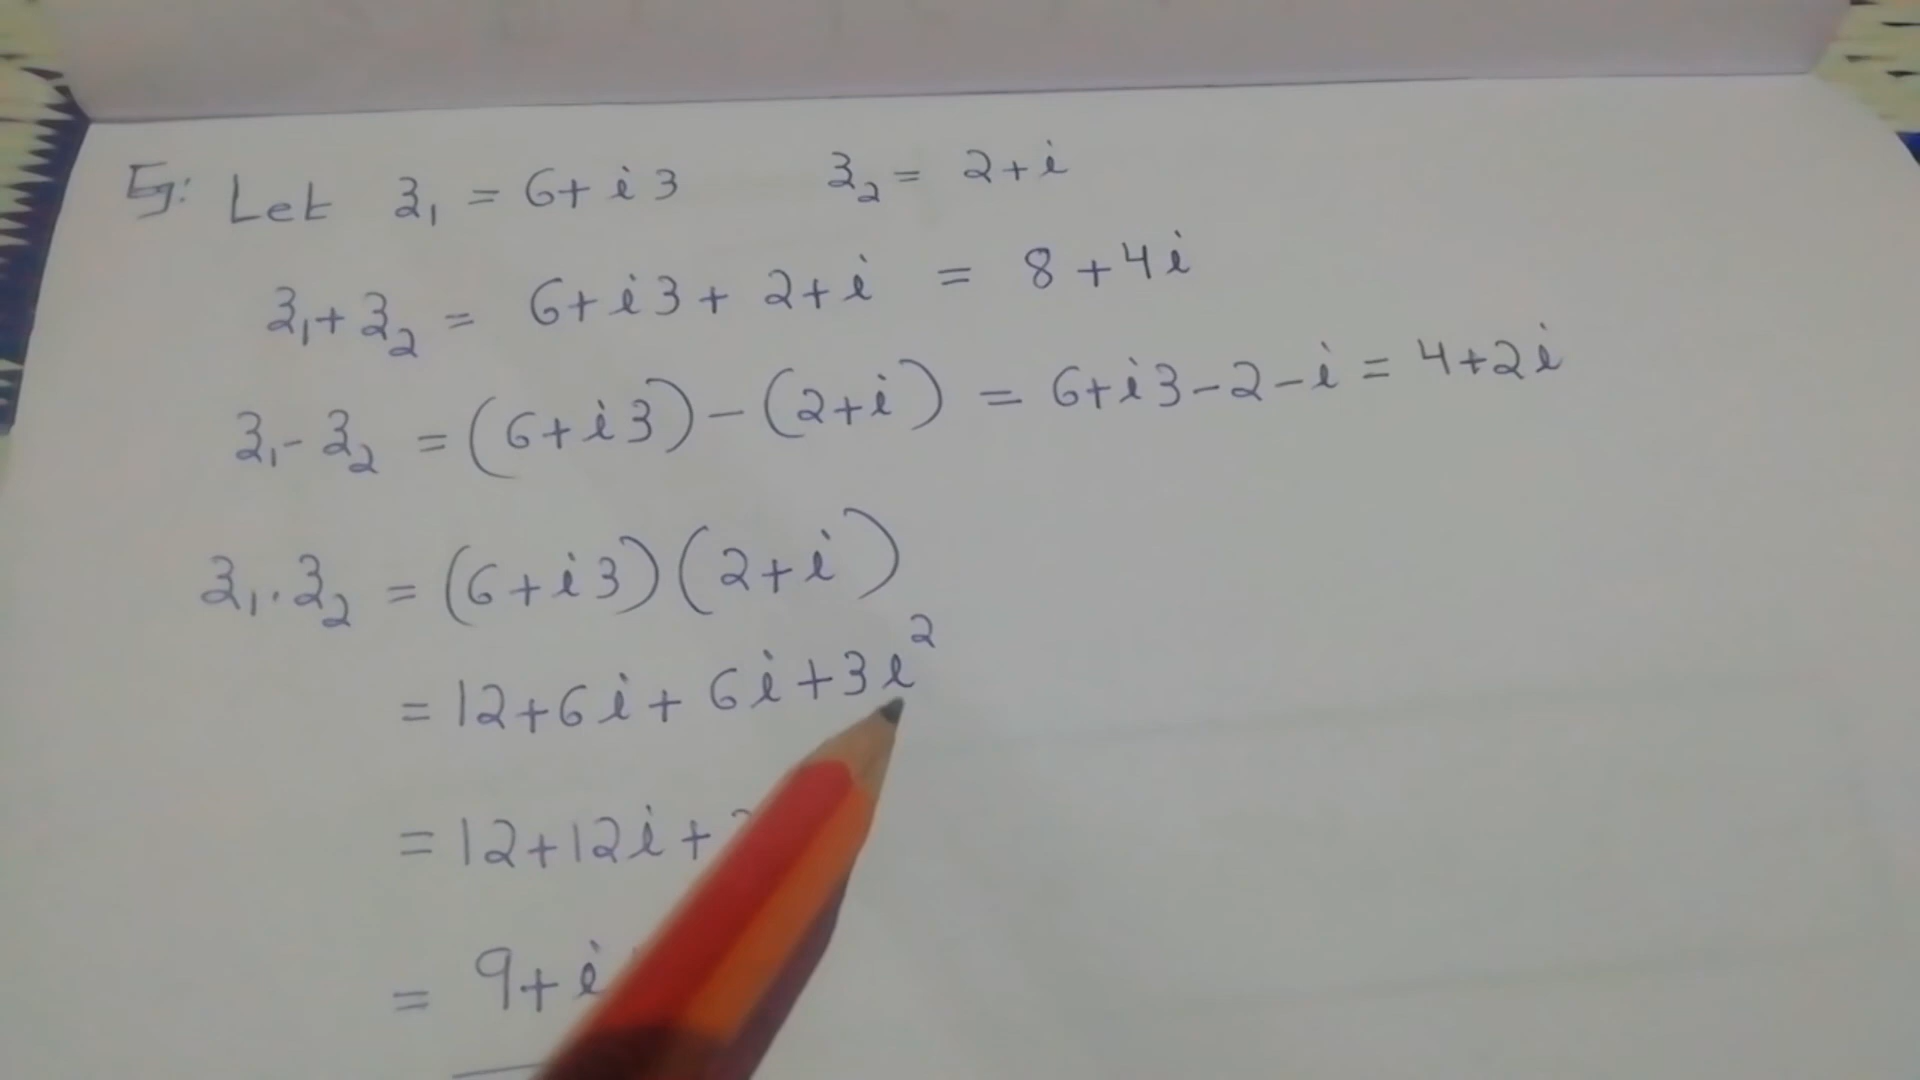 Eg: Let z₁ = 6+i3 z₂ = 2+i
z₁+z₂ = 6+i3+2+i = 8+4i
z₁-z₂ = (6+i3)-(2+i) = 6+i3-2-i = 4+2i
z₁.z₂ = (6+i3)(2+i)
= 12+6i+6i+3i²
= 12+12i+
= 9+i